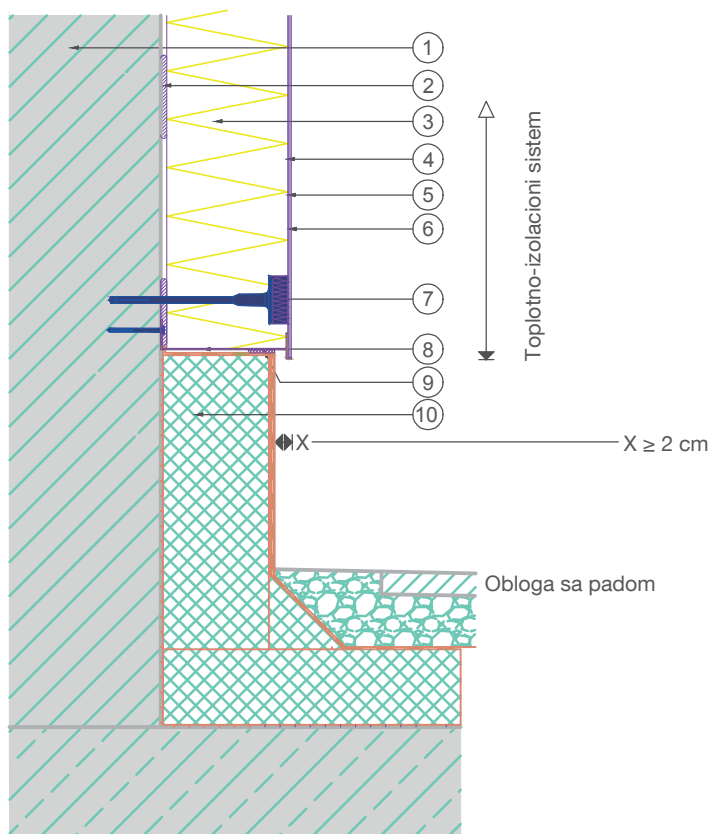 1
2
3
4
5
6
7
8
9
10
Toplotno-izolacioni sistem
X
X ≥ 2 cm
Obloga sa padom